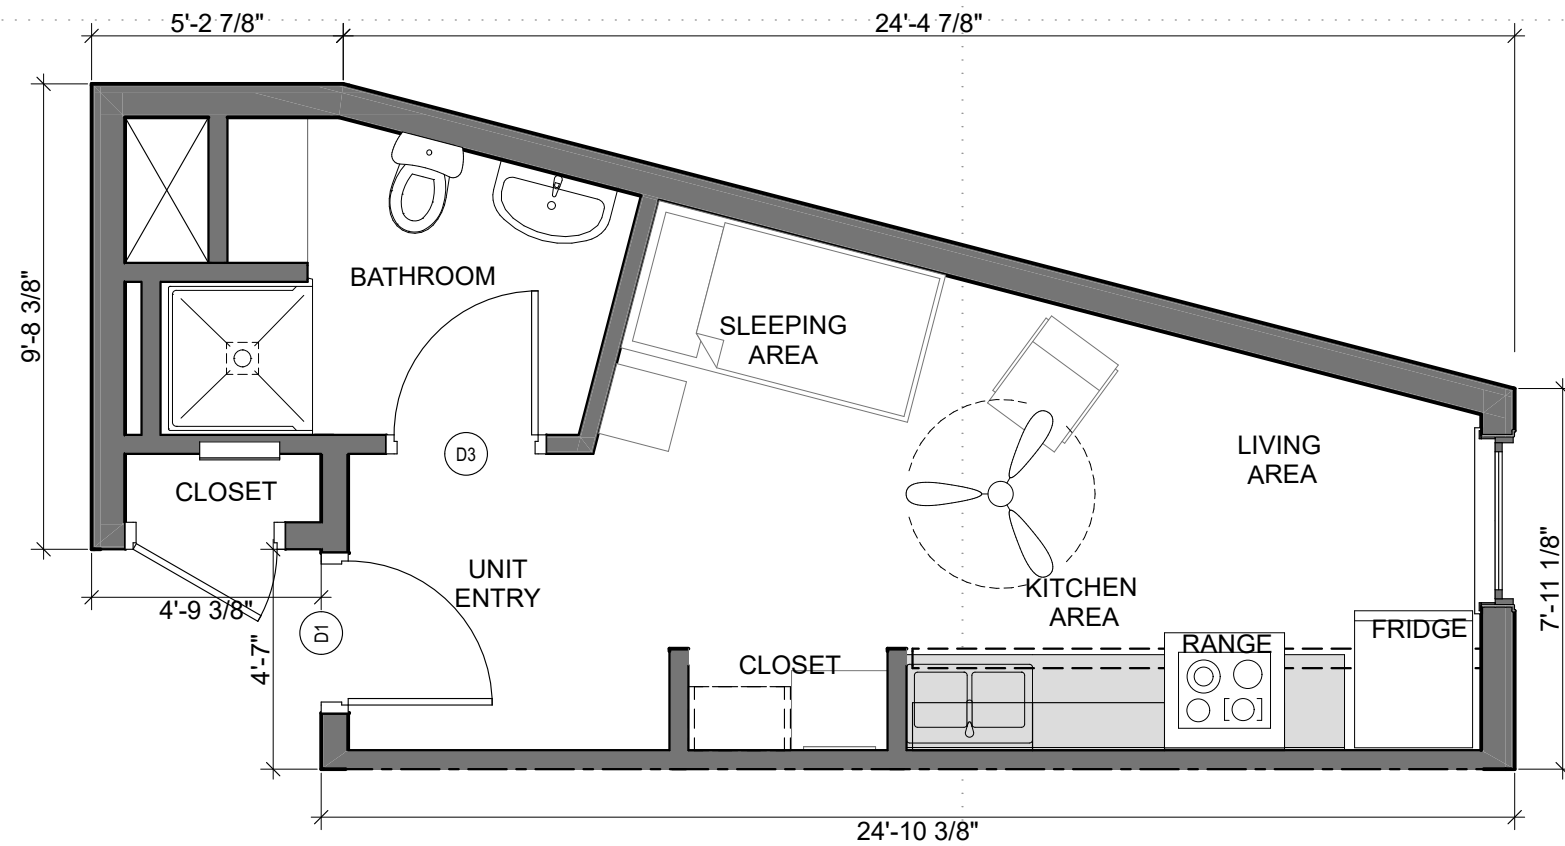 5'-2 7/8"
24'-4 7/8"
9'-8 3/8"
BATHROOM
SLEEPING
AREA
D3
LIVING
AREA
CLOSET
UNIT
ENTRY
KITCHEN
AREA
4'-9 3/8"
D1
4'-7"
7'-11 1/8"
CLOSET
RANGE
FRIDGE
24'-10 3/8"